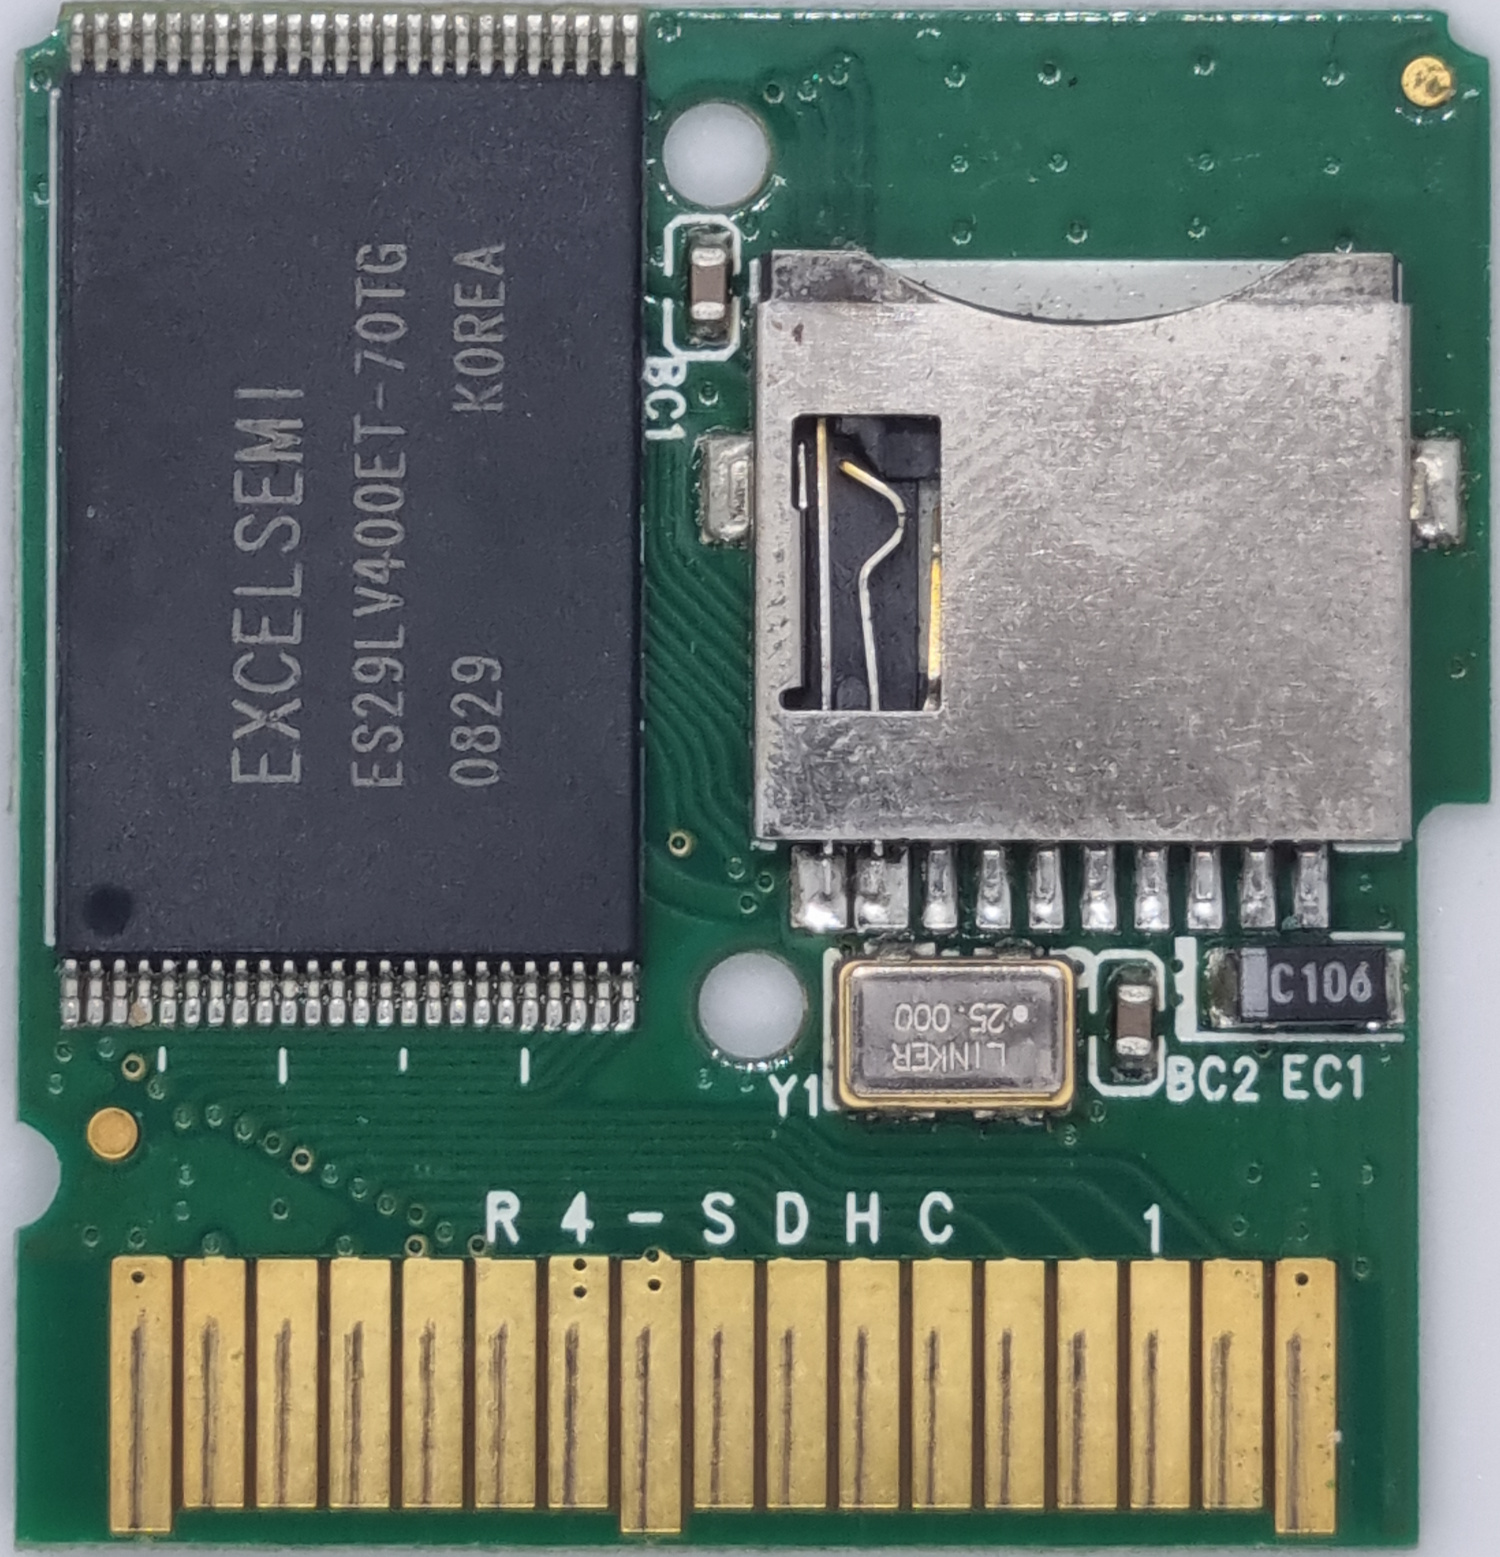 EXCELSEMI
ES29LV400ET-70TG
0829 KOREA
BC1
25.000
LINKER
Y1
BC2
C106
EC1
R4-SDHC 1